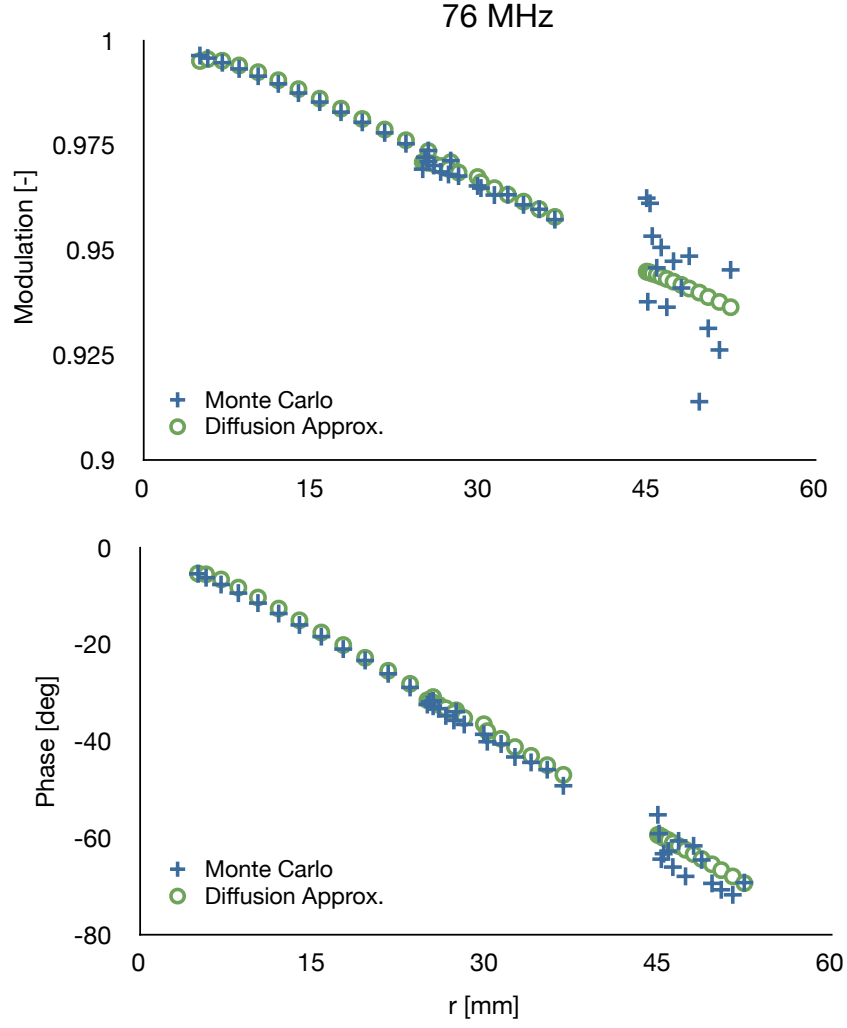 76 MHz
1
0.975
0.95
0.925
0.9
Modulation [-]
Monte Carlo
Diffusion Approx.
0 15 30 45 60
0
-20
-40
-60
-80
Phase [deg]
Monte Carlo
Diffusion Approx.
0 15 30 45 60
r [mm]